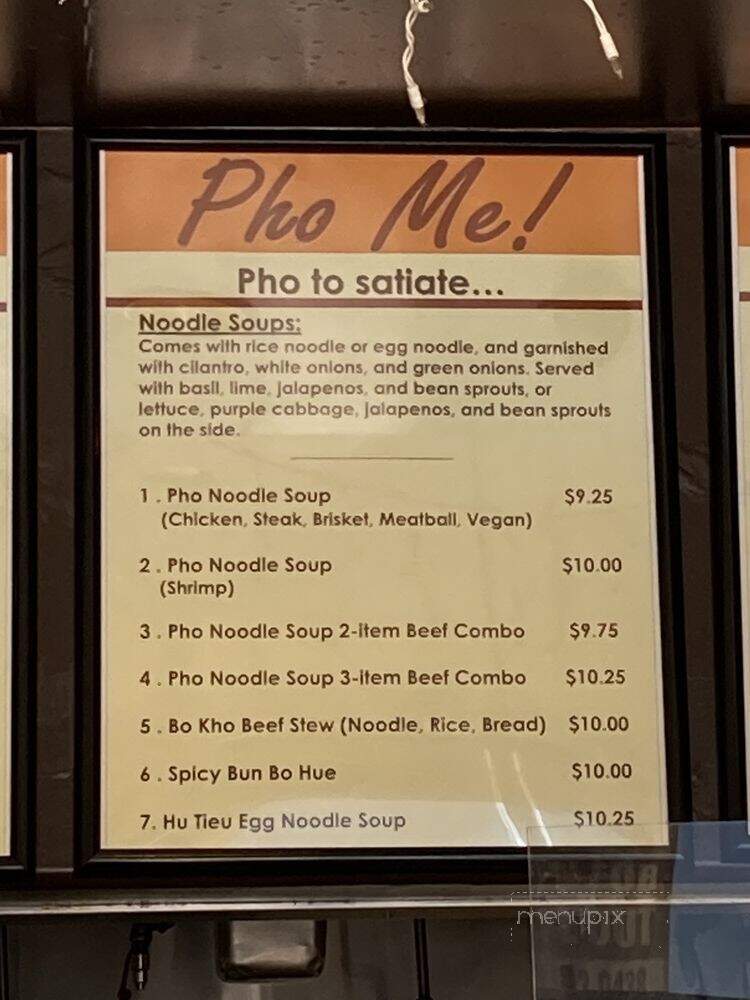 Pho Me!
Pho to satiate...
Noodle Soups:
Comes with rice noodle or egg noodle, and garnished
with cilantro, white onions, and green onions. Served
with basil, lime, jalapenos, and bean sprouts, or
lettuce, purple cabbage, jalapenos, and bean sprouts
on the side.
1 . Pho Noodle Soup $9.25
(Chicken, Steak, Brisket, Meatball, Vegan)
2 . Pho Noodle Soup $10.00
(Shrimp)
3 . Pho Noodle Soup 2-item Beef Combo $9.75
4 . Pho Noodle Soup 3-item Beef Combo $10.25
5 . Bo Kho Beef Stew (Noodle, Rice, Bread) $10.00
6 . Spicy Bun Bo Hue $10.00
7. Hu Tieu Egg Noodle Soup $10.25
menupix